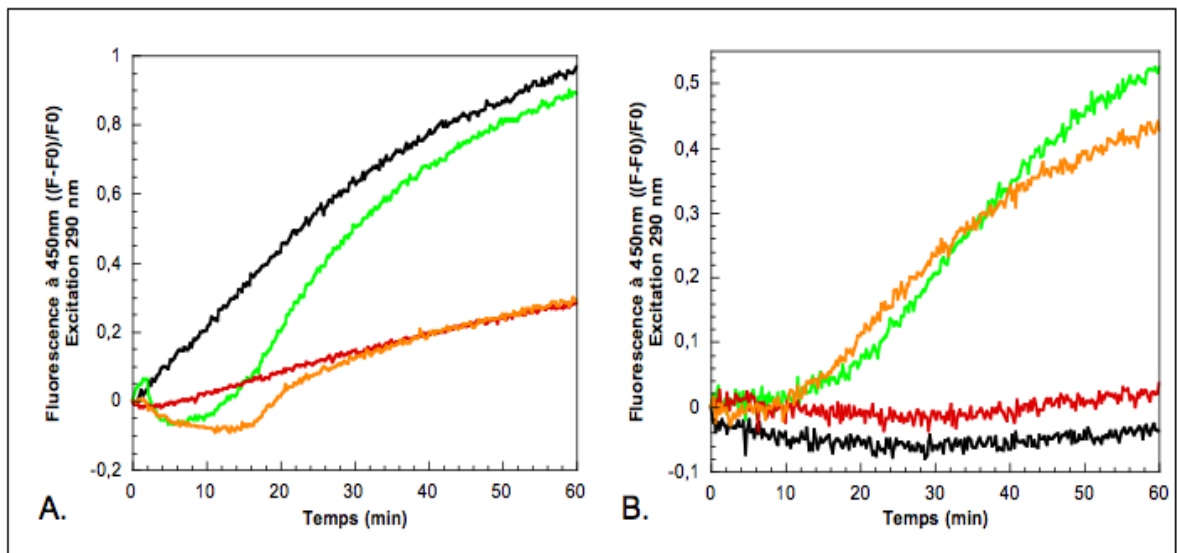 Fluorescence à 450nm ((F-F0)/F0)
Excitation 290 nm
1
0,8
0,6
0,4
0,2
0
-0,2
0 10 20 30 40 50 60
Temps (min)
A.
Fluorescence à 450nm ((F-F0)/F0)
Excitation 290 nm
0,5
0,4
0,3
0,2
0,1
0
-0,1
0 10 20 30 40 50 60
Temps (min)
B.